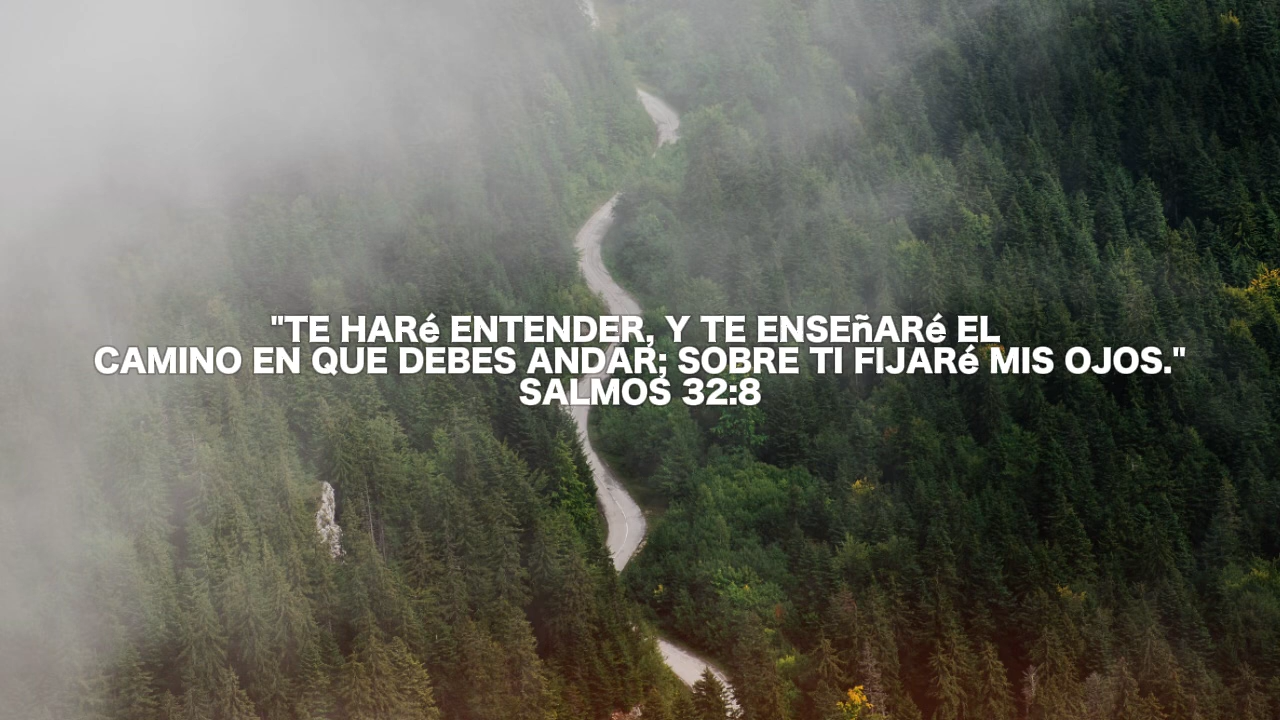 "TE HARé ENTENDER, Y TE ENSEñARé EL
CAMINO EN QUE DEBES ANDAR; SOBRE TI FIJARé MIS OJOS."
SALMOS 32:8